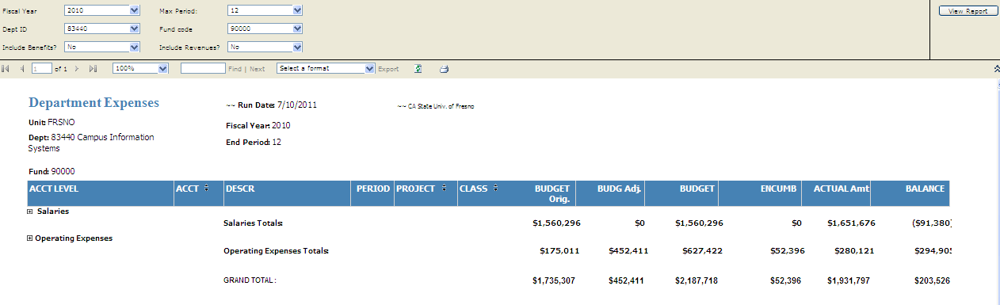 Fiscal Year 2010 Max Period: 12 View Report
Dept ID 83440 Fund code 90000
Include Benefits? No Include Revenues? No
1 of 1 100% Find | Next Select a format Export
Department Expenses ~~ Run Date: 7/10/2011 ~~ CA State Univ. of Fresno
Unit: FRSNO Fiscal Year: 2010
Dept: 83440 Campus Information
Systems
End Period: 12
Fund: 90000
ACCT LEVEL ACCT DESCR PERIOD PROJECT CLASS BUDGET BUDG Adj. BUDGET ENCUMB ACTUAL Amt BALANCE
Orig.
Salaries
Salaries Totals: $1,560,296 $0 $1,560,296 $0 $1,651,676 ($91,380)
Operating Expenses
Operating Expenses Totals: $175,011 $452,411 $627,422 $52,396 $280,121 $294,905
GRAND TOTAL : $1,735,307 $452,411 $2,187,718 $52,396 $1,931,797 $203,526